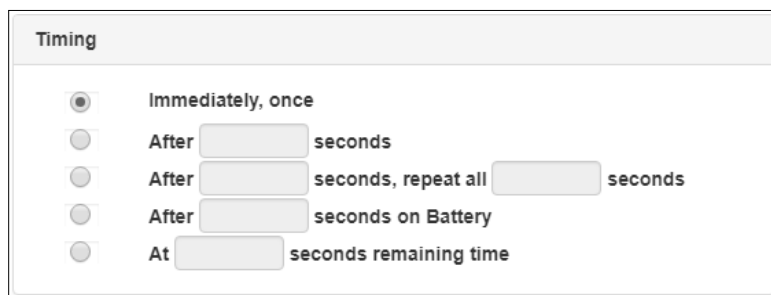 Timing
Immediately, once
After seconds
After seconds, repeat all seconds
After seconds on Battery
At seconds remaining time